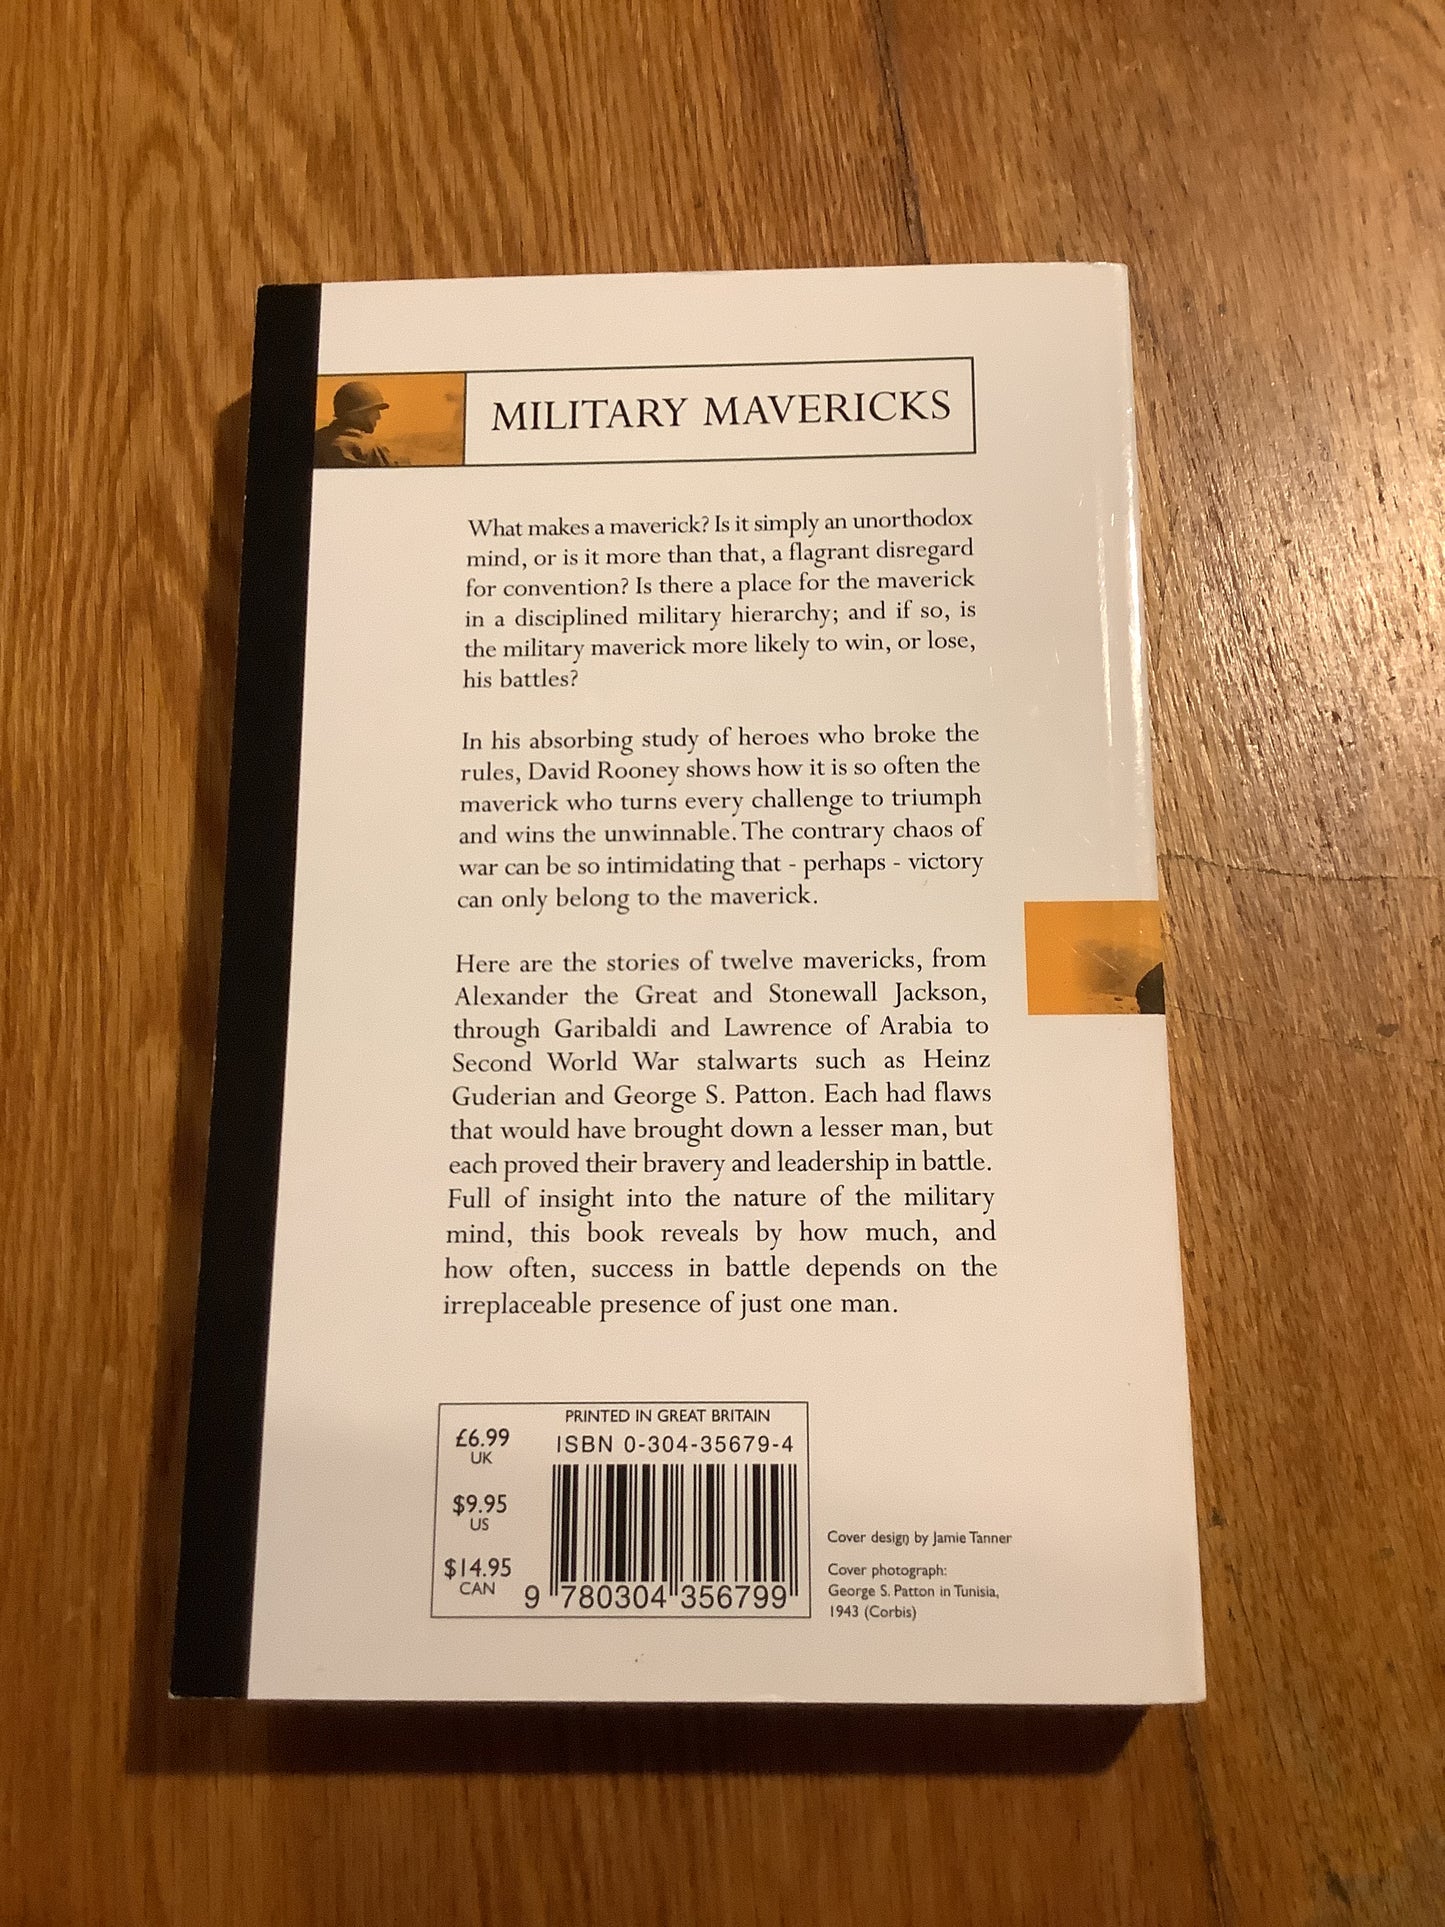 MILITARY MAVERICKS
What makes a maverick? Is it simply an unorthodox
mind, or is it more than that, a flagrant disregard
for convention? Is there a place for the maverick
in a disciplined military hierarchy; and if so, is
the military maverick more likely to win, or lose,
his battles?
In his absorbing study of heroes who broke the
rules, David Rooney shows how it is so often the
maverick who turns every challenge to triumph
and wins the unwinnable. The contrary chaos of
war can be so intimidating that - perhaps - victory
can only belong to the maverick.
Here are the stories of twelve mavericks, from
Alexander the Great and Stonewall Jackson,
through Garibaldi and Lawrence of Arabia to
Second World War stalwarts such as Heinz
Guderian and George S. Patton. Each had flaws
that would have brought down a lesser man, but
each proved their bravery and leadership in battle.
Full of insight into the nature of the military
mind, this book reveals by how much, and
how often, success in battle depends on the
irreplaceable presence of just one man.
£6.99
UK
$9.95
US
$14.95
CAN
PRINTED IN GREAT BRITAIN
ISBN 0-304-35679-4
9 780304 356799
Cover design by Jamie Tanner
Cover photograph:
George S. Patton in Tunisia,
1943 (Corbis)